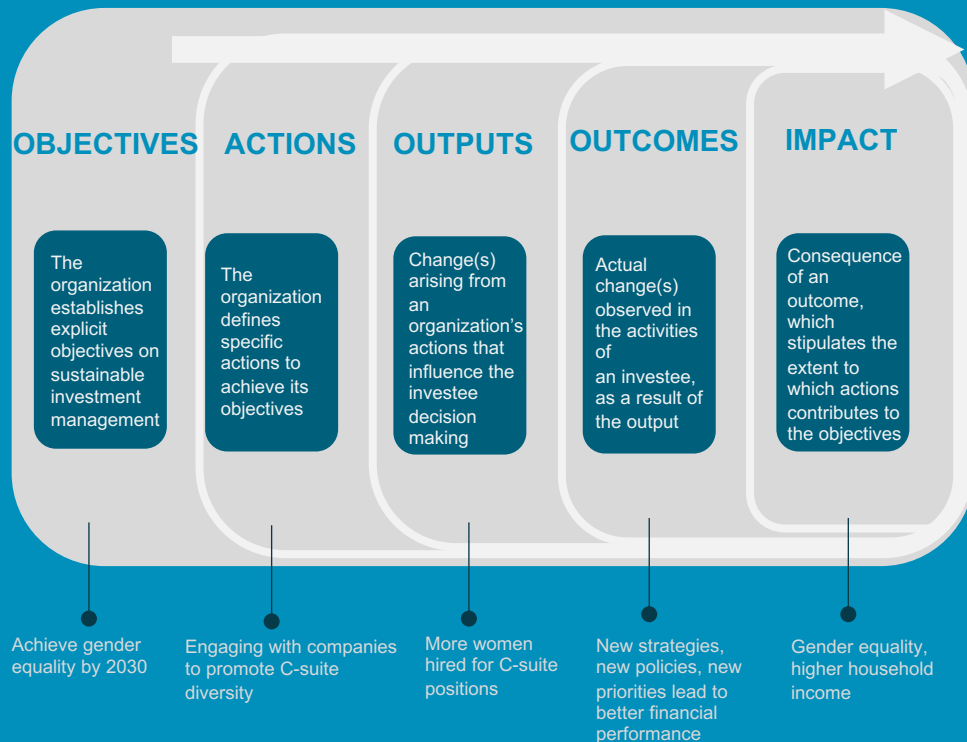 OBJECTIVES
ACTIONS
OUTPUTS
OUTCOMES
IMPACT
The
organization
establishes
explicit
objectives on
sustainable
investment
management
The
organization
defines
specific
actions to
achieve its
objectives
Change(s)
arising from
an
organization's
actions that
influence the
investee
decision
making
Actual
change(s)
observed in
the activities
of
an investee,
as a result of
the output
Consequence
of an
outcome,
which
stipulates the
extent to
which actions
contributes to
the objectives
Achieve gender
equality by 2030
Engaging with companies
to promote C-suite
diversity
More women
hired for C-suite
positions
New strategies,
new policies, new
priorities lead to
better financial
performance
Gender equality,
higher household
income